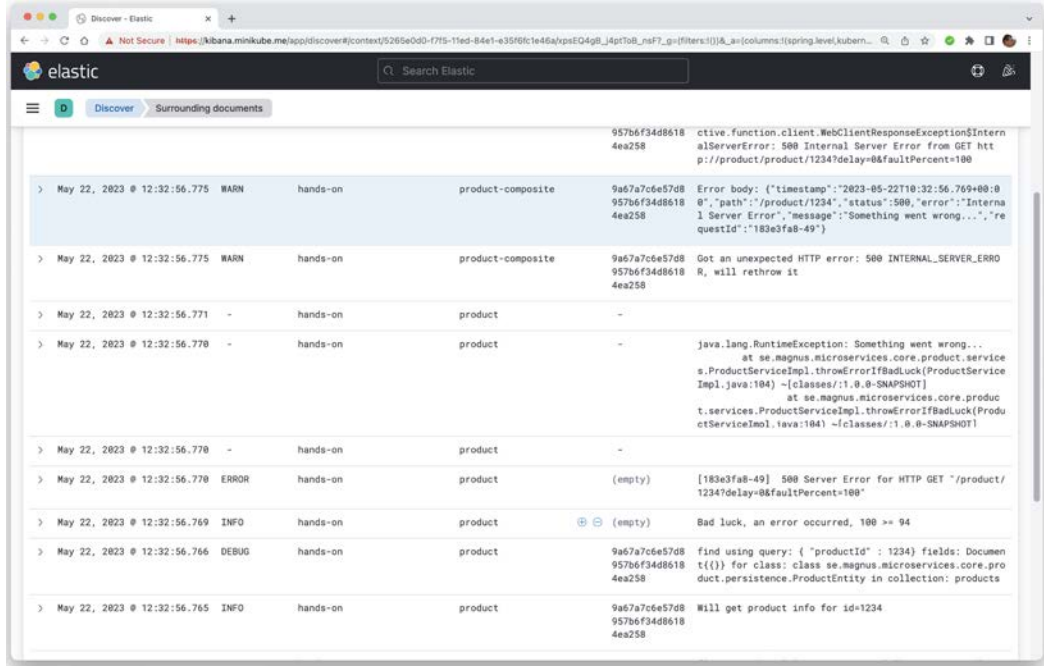 Discover - Elastic
Not Secure | https://kibana.minikube.me/app/discover#/context/5265e0d0-f7f5-11ed-84e1-e35f6fc1e46a/xpsEQ4gB_j4ptToB_nsF?_g=(filters:!())&_a=(columns:!(spring.level,kubern...
elastic
Search Elastic
D Discover Surrounding documents
957b6f34d8618 ctive.function.client.WebClientResponseException$Intern
4ea258 alServerError: 500 Internal Server Error from GET htt
p://product/product/1234?delay=0&faultPercent=100
May 22, 2023 @ 12:32:56.775 WARN hands-on product-composite 9a67a7c6e57d8 Error body: {"timestamp":"2023-05-22T10:32:56.769+00:0
957b6f34d8618 0","path":"/product/1234","status":500,"error":"Interna
4ea258 l Server Error","message":"Something went wrong...","re
questId":"183e3fa8-49"}
May 22, 2023 @ 12:32:56.775 WARN hands-on product-composite 9a67a7c6e57d8 Got an unexpected HTTP error: 500 INTERNAL_SERVER_ERRO
957b6f34d8618 R, will rethrow it
4ea258
May 22, 2023 @ 12:32:56.771 - hands-on product -
May 22, 2023 @ 12:32:56.770 - hands-on product - java.lang.RuntimeException: Something went wrong...
at se.magnus.microservices.core.product.service
s.ProductServiceImpl.throwErrorIfBadLuck(ProductService
Impl.java:104) ~[classes/:1.0.0-SNAPSHOT]
at se.magnus.microservices.core.produc
t.services.ProductServiceImpl.throwErrorIfBadLuck(Produ
ctServiceImpl.java:104) ~[classes/:1.0.0-SNAPSHOT]
May 22, 2023 @ 12:32:56.770 - hands-on product -
May 22, 2023 @ 12:32:56.770 ERROR hands-on product (empty) [183e3fa8-49] 500 Server Error for HTTP GET "/product/
1234?delay=0&faultPercent=100"
May 22, 2023 @ 12:32:56.769 INFO hands-on product (empty) Bad luck, an error occurred, 100 >= 94
May 22, 2023 @ 12:32:56.766 DEBUG hands-on product 9a67a7c6e57d8 find using query: { "productId" : 1234} fields: Documen
957b6f34d8618 t{{}} for class: class se.magnus.microservices.core.pro
4ea258 duct.persistence.ProductEntity in collection: products
May 22, 2023 @ 12:32:56.765 INFO hands-on product 9a67a7c6e57d8 Will get product info for id=1234
957b6f34d8618
4ea258